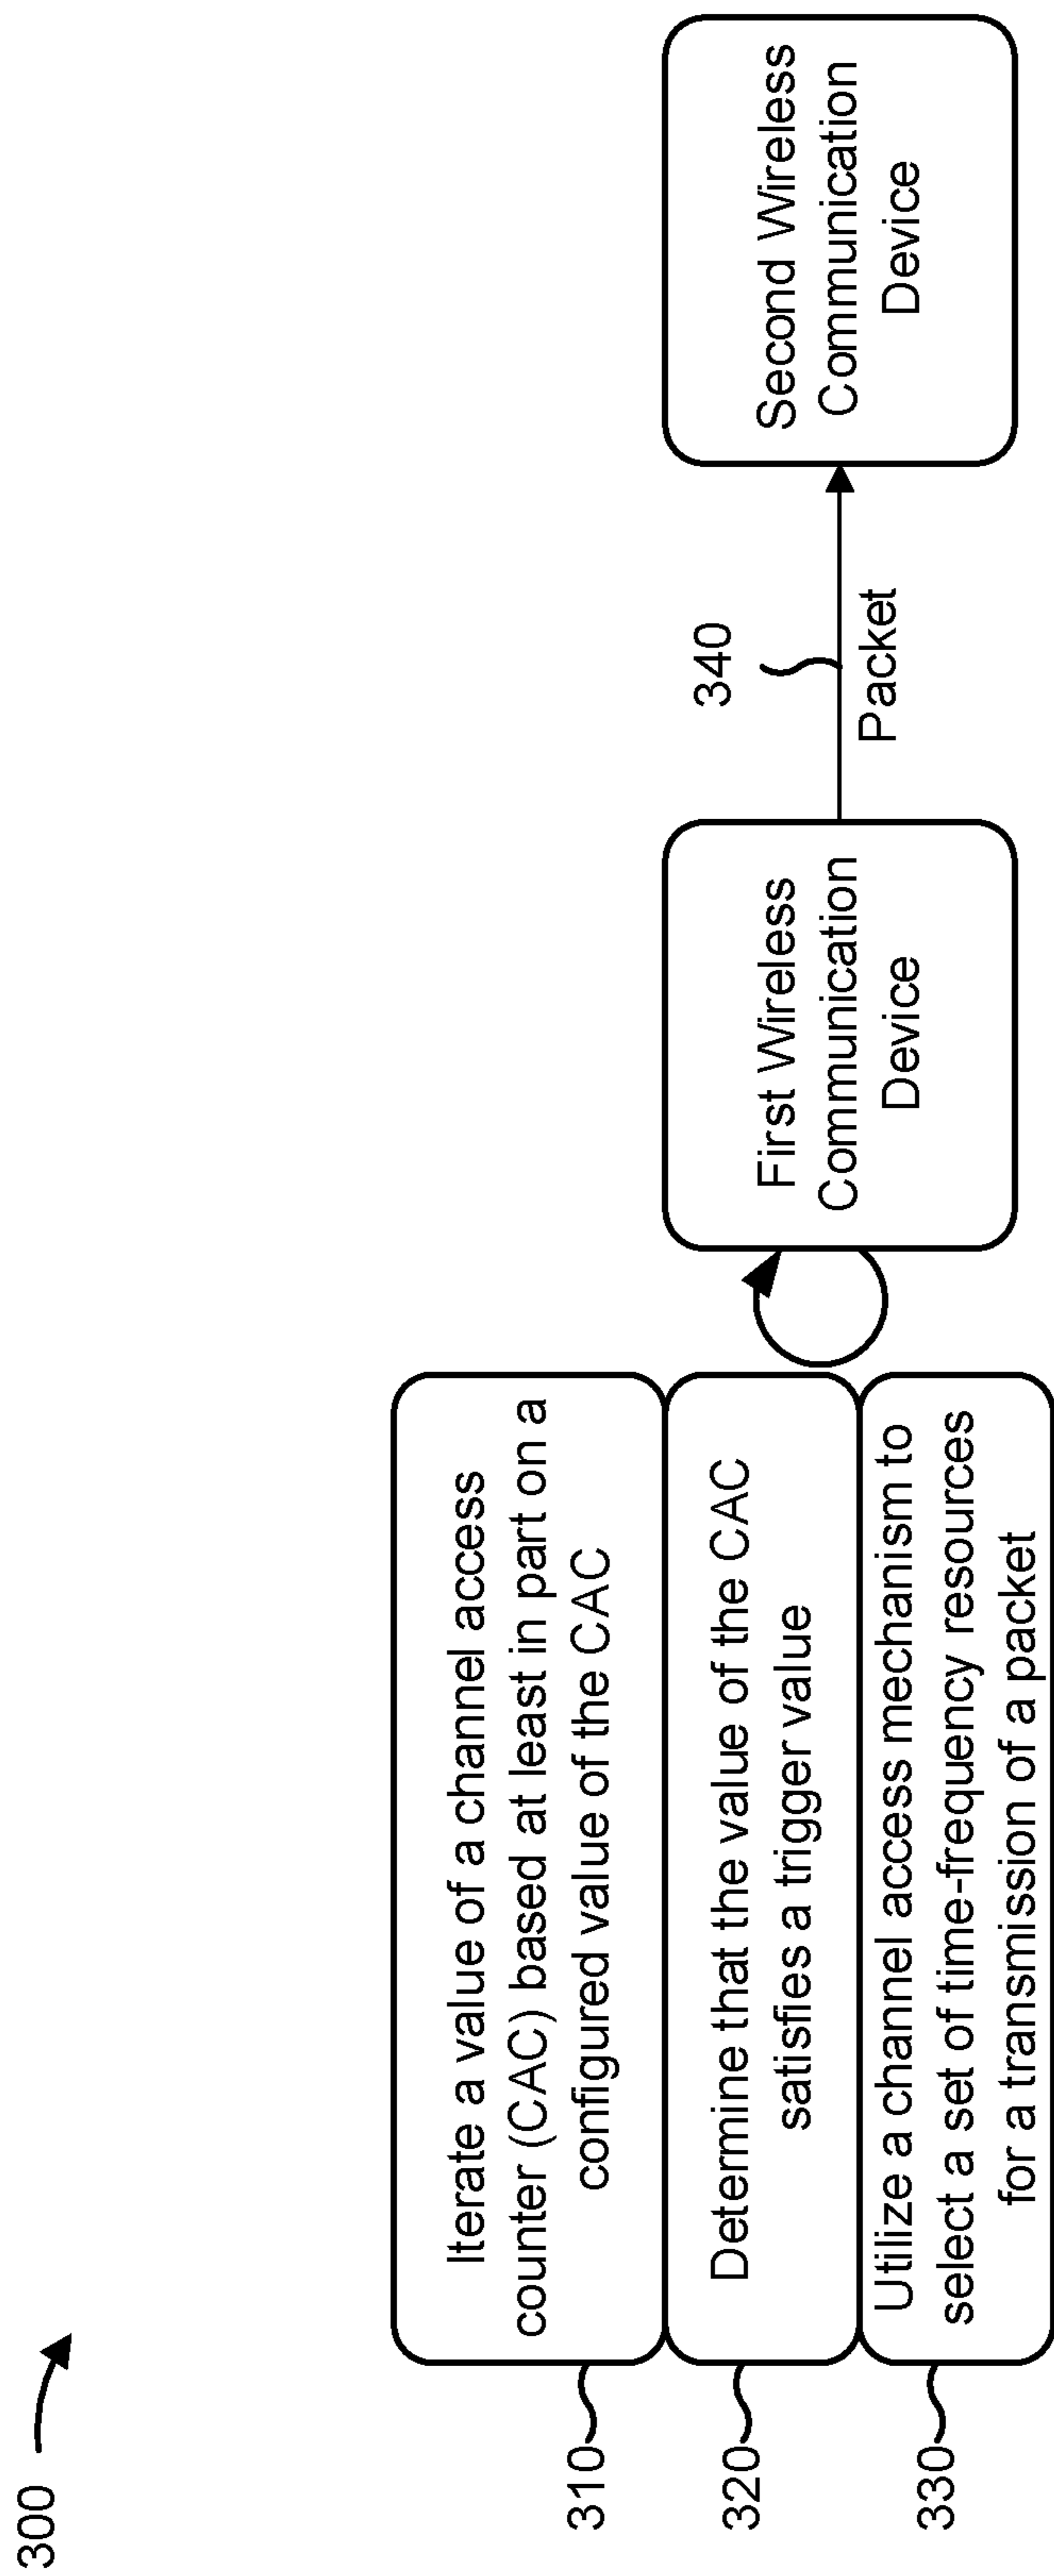 300
310
Iterate a value of a channel access
counter (CAC) based at least in part on a
configured value of the CAC
320
Determine that the value of the CAC
satisfies a trigger value
330
Utilize a channel access mechanism to
select a set of time-frequency resources
for a transmission of a packet
First Wireless
Communication
Device
340
Packet
Second Wireless
Communication
Device